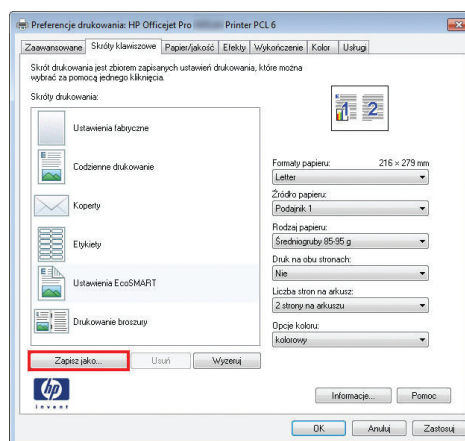 Preferencje drukowania: HP Officejet Pro Printer PCL 6
Zaawansowane Skróty klawiszowe Papier/jakość Efekty Wykończenie Kolor Usługi
Skrót drukowania jest zbiorem zapisanych ustawień drukowania, które można
wybrać za pomocą jednego kliknięcia.
Skróty drukowania:
Ustawienia fabryczne
Codzienne drukowanie
Koperty
Etykiety
Ustawienia EcoSMART
Drukowanie broszury
Zapisz jako... Usuń Wyzeruj
1 2
Formaty papieru: 216 × 279 mm
Letter
Źródło papieru:
Podajnik 1
Rodzaj papieru:
Średniogruby 85-95 g
Druk na obu stronach:
Nie
Liczba stron na arkusz:
2 strony na arkuszu
Opcje koloru:
kolorowy
hp
invent
Informacje... Pomoc
OK Anuluj Zastosuj